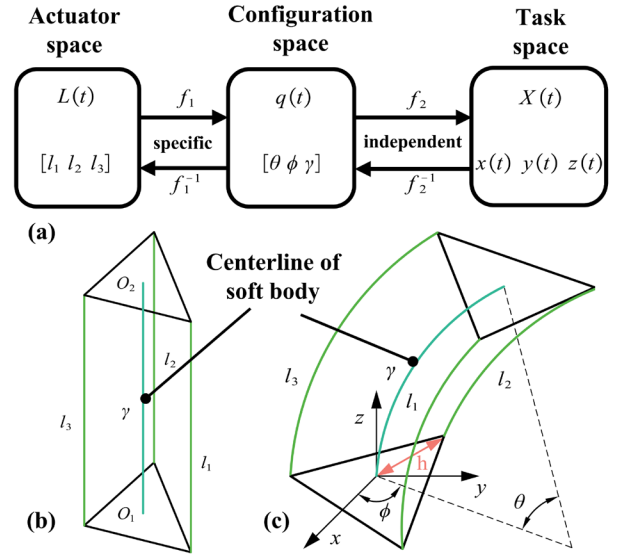 Actuator space
Configuration space
Task space
L(t)
f₁
q(t)
f₂
X(t)
specific
independent
[l₁ l₂ l₃]
f₁⁻¹
[θ ϕ γ]
f₂⁻¹
x(t) y(t) z(t)
(a)
Centerline of
soft body
O₂
l₂
l₃
γ
l₁
O₁
(b)
l₃
γ
l₁
l₂
z
h
y
ϕ
θ
x
(c)